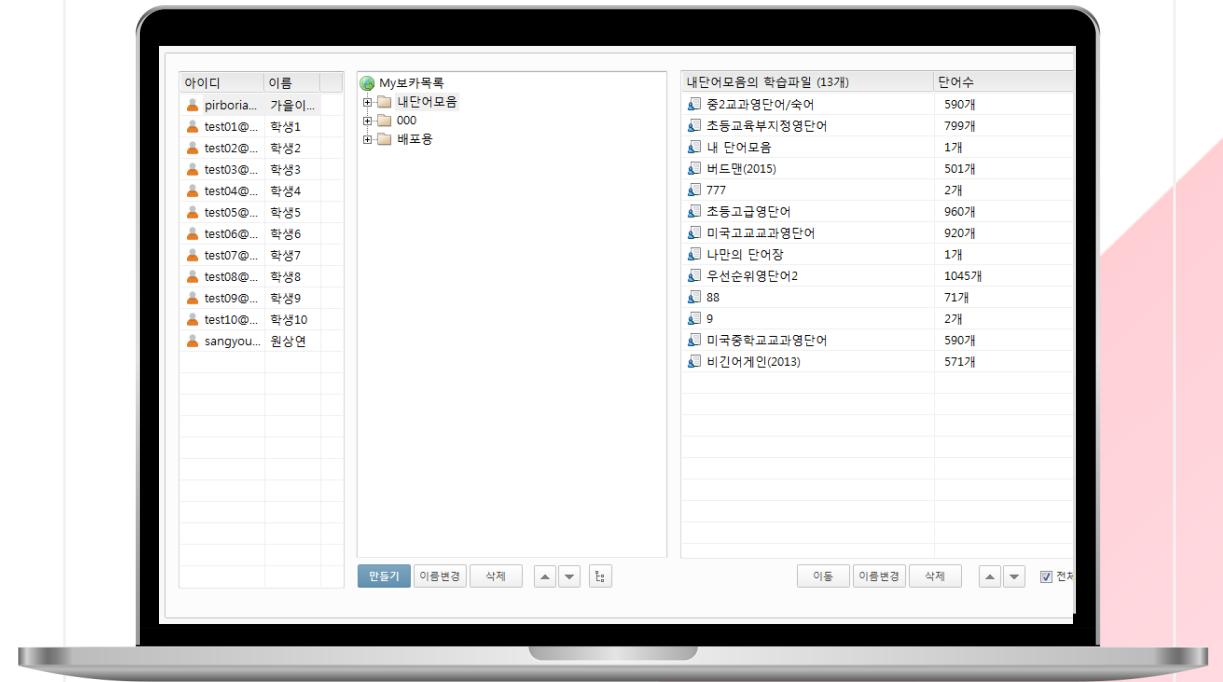 아이디 이름
pirboria... 가을이...
test01@... 학생1
test02@... 학생2
test03@... 학생3
test04@... 학생4
test05@... 학생5
test06@... 학생6
test07@... 학생7
test08@... 학생8
test09@... 학생9
test10@... 학생10
sangyou... 원상연
My보카목록
내단어모음
000
배포용
만들기 이름변경 삭제
내단어모음의 학습파일 (13개) 단어수
중2교과영단어/숙어 590개
초등교육부지정영단어 799개
내 단어모음 1개
버드맨(2015) 501개
777 2개
초등고급영단어 960개
미국고교교과영단어 920개
나만의 단어장 1개
우선순위영단어2 1045개
88 71개
9 2개
미국중학교교과영단어 590개
비긴어게인(2013) 571개
이동 이름변경 삭제 전체